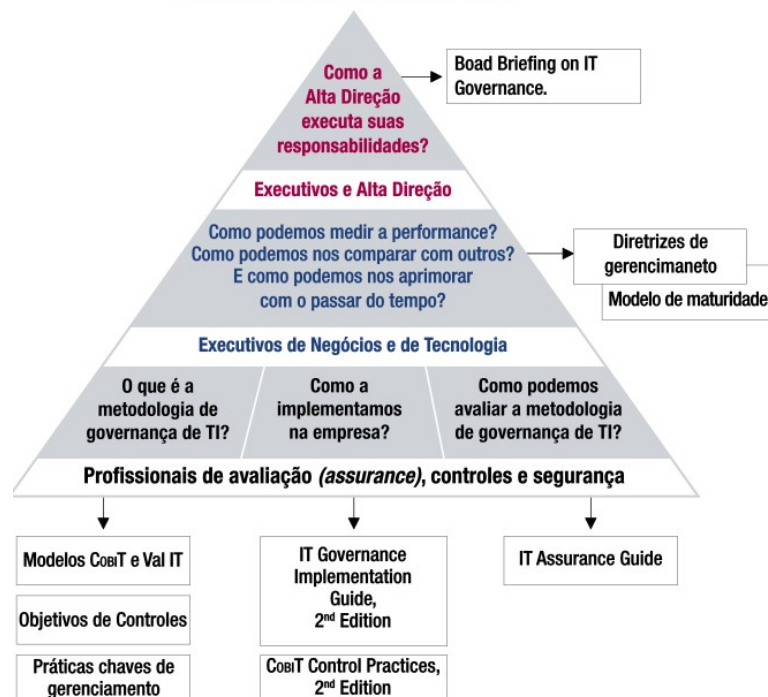 Como a
Alta Direção
executa suas
responsabilidades?
Boad Briefing on IT
Governance.
Executivos e Alta Direção
Como podemos medir a performance?
Como podemos nos comparar com outros?
E como podemos nos aprimorar
com o passar do tempo?
Diretrizes de
gerencimaneto
Modelo de maturidade
Executivos de Negócios e de Tecnologia
O que é a
metodologia de
governança de TI?
Como a
implementamos
na empresa?
Como podemos
avaliar a metodologia
de governança de TI?
Profissionais de avaliação (assurance), controles e segurança
Modelos COBIT e Val IT
Objetivos de Controles
Práticas chaves de
gerenciamento
IT Governance
Implementation
Guide,
2nd Edition
COBIT Control Practices,
2nd Edition
IT Assurance Guide